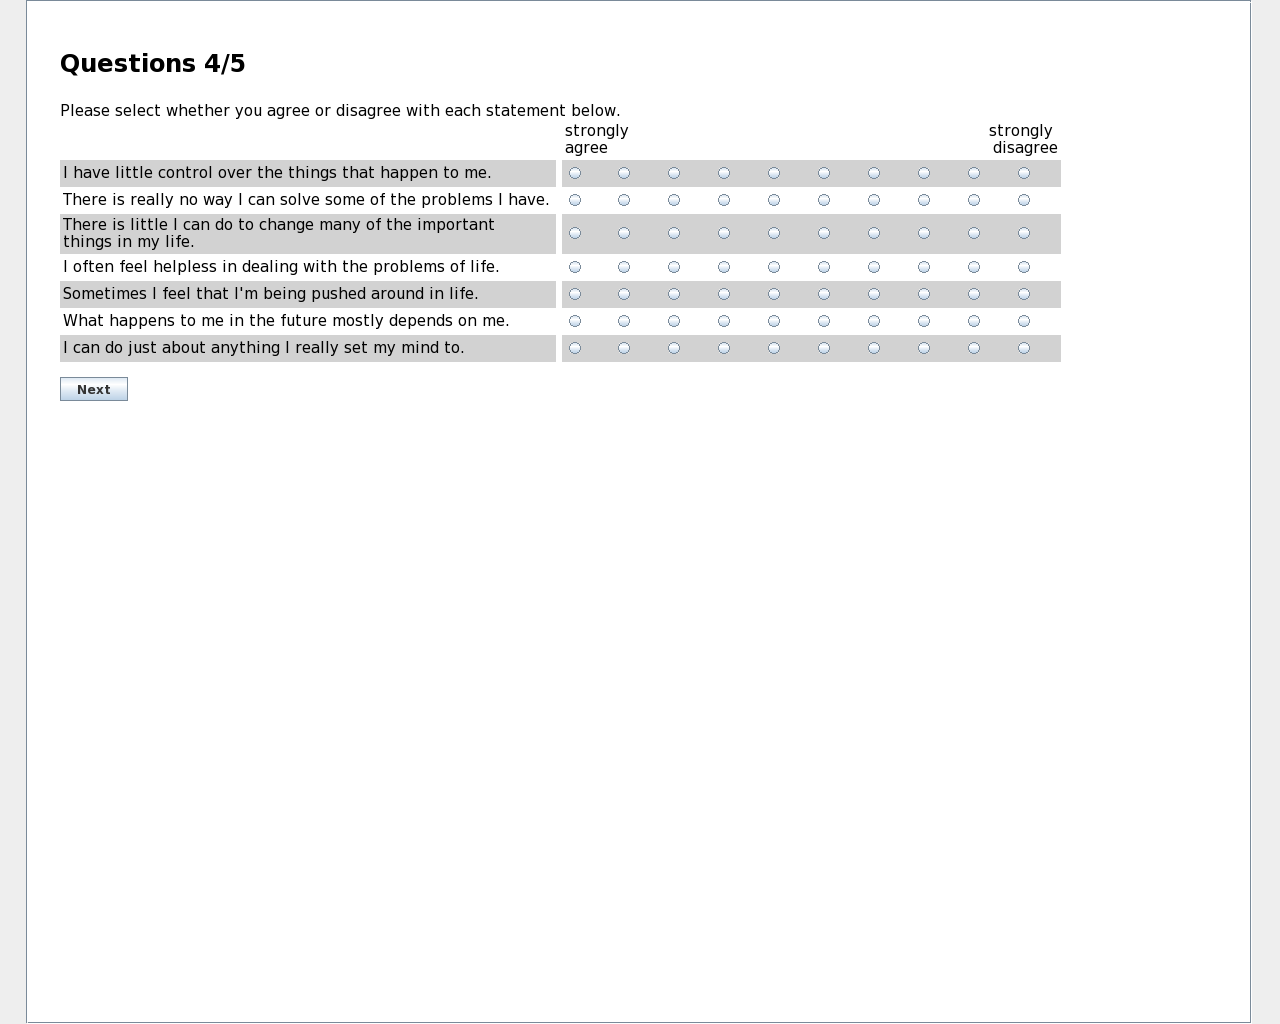 Questions 4/5
Please select whether you agree or disagree with each statement below.
strongly agree
strongly disagree
I have little control over the things that happen to me.
There is really no way I can solve some of the problems I have.
There is little I can do to change many of the important
things in my life.
I often feel helpless in dealing with the problems of life.
Sometimes I feel that I'm being pushed around in life.
What happens to me in the future mostly depends on me.
I can do just about anything I really set my mind to.
Next